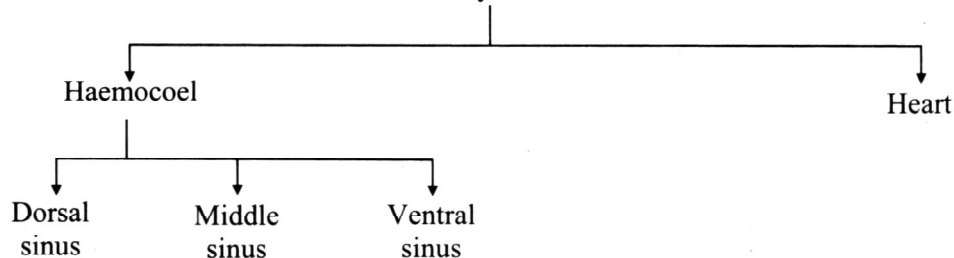 Haemocoel
Heart
Dorsal Middle Ventral
sinus sinus sinus